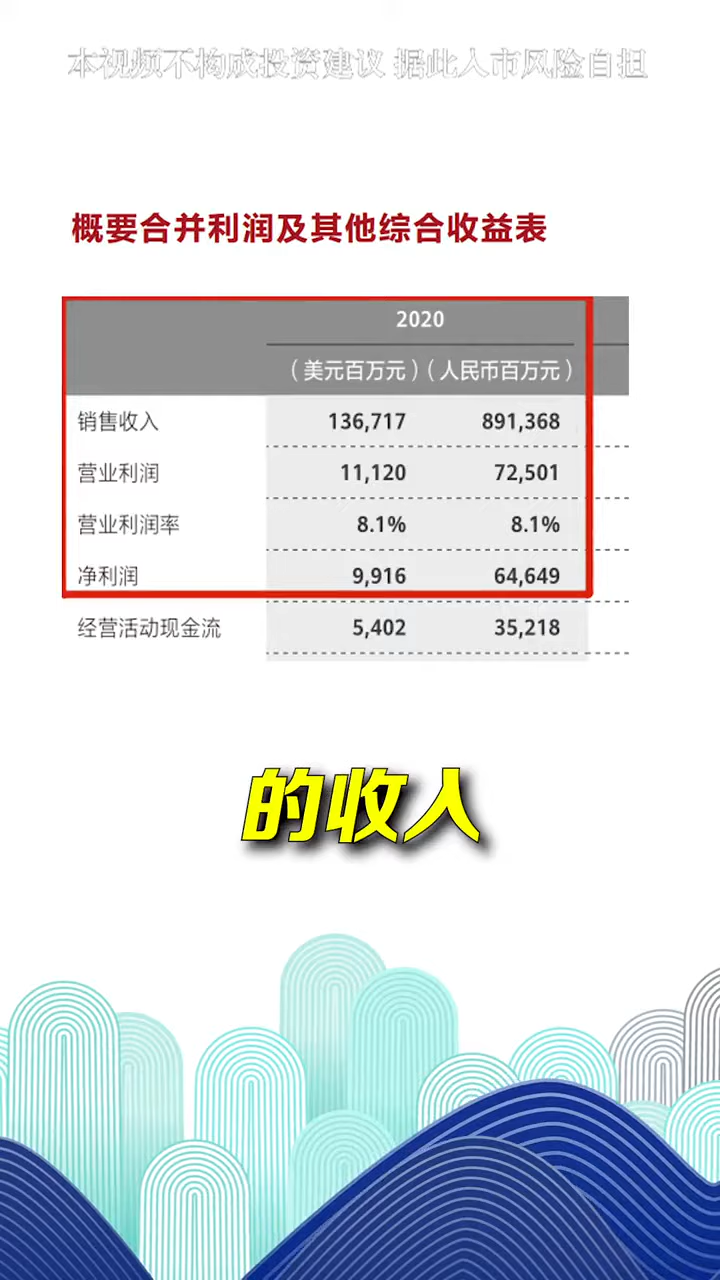 本视频不构成投资建议 据此入市风险自担
概要合并利润及其他综合收益表
2020
（美元百万元）（人民币百万元）
销售收入 136,717 891,368
营业利润 11,120 72,501
营业利润率 8.1% 8.1%
净利润 9,916 64,649
经营活动现金流 5,402 35,218
的收入